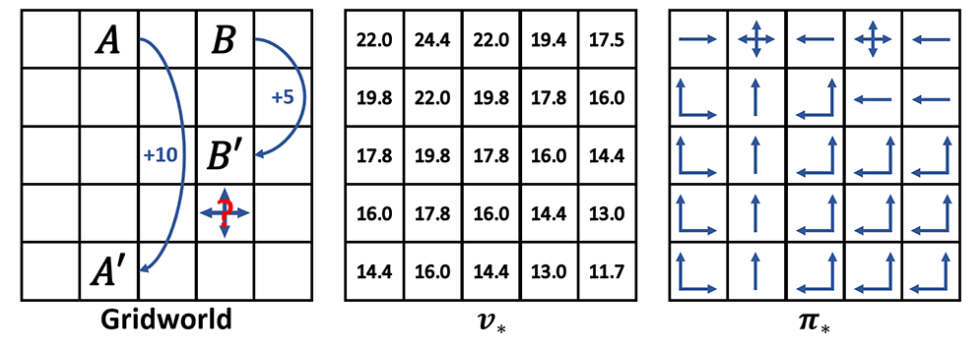 A B
+5
+10 B′
?
A′
Gridworld
22.0 24.4 22.0 19.4 17.5
19.8 22.0 19.8 17.8 16.0
17.8 19.8 17.8 16.0 14.4
16.0 17.8 16.0 14.4 13.0
14.4 16.0 14.4 13.0 11.7
v*
π*